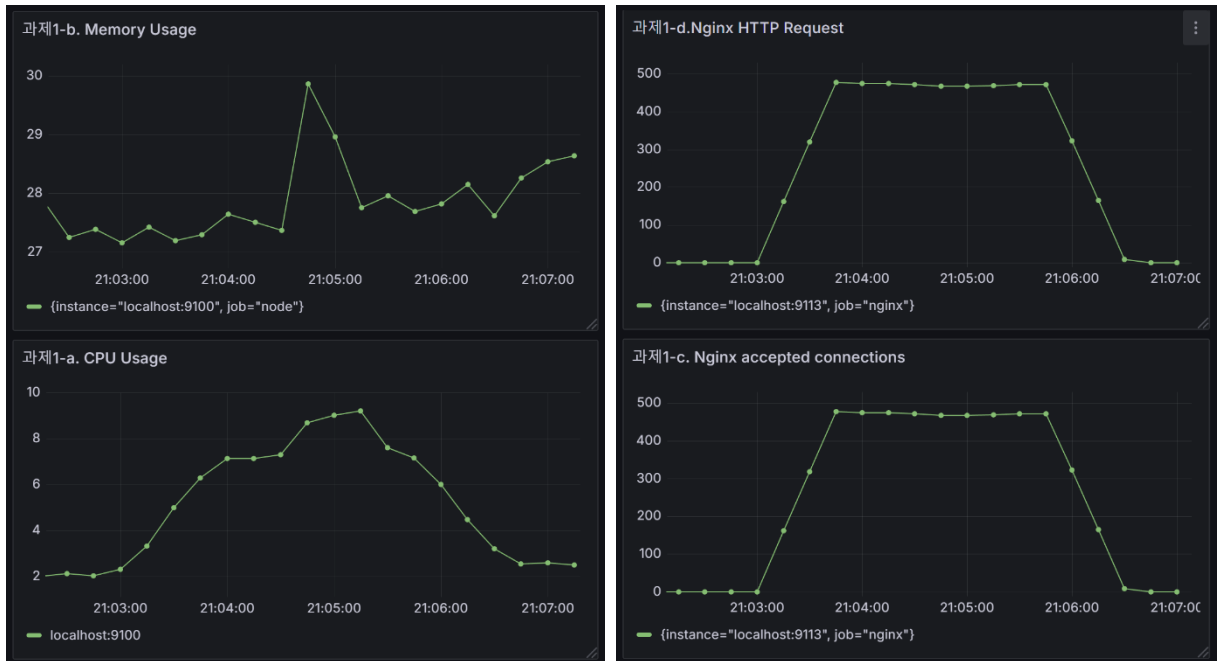 과제1-b. Memory Usage
30
29
28
27
21:03:00 21:04:00 21:05:00 21:06:00 21:07:00
{instance="localhost:9100", job="node"}
과제1-a. CPU Usage
10
8
6
4
2
21:03:00 21:04:00 21:05:00 21:06:00 21:07:00
localhost:9100
과제1-d.Nginx HTTP Request
500
400
300
200
100
0
21:03:00 21:04:00 21:05:00 21:06:00 21:07:0
{instance="localhost:9113", job="nginx"}
과제1-c. Nginx accepted connections
500
400
300
200
100
0
21:03:00 21:04:00 21:05:00 21:06:00 21:07:0
{instance="localhost:9113", job="nginx"}